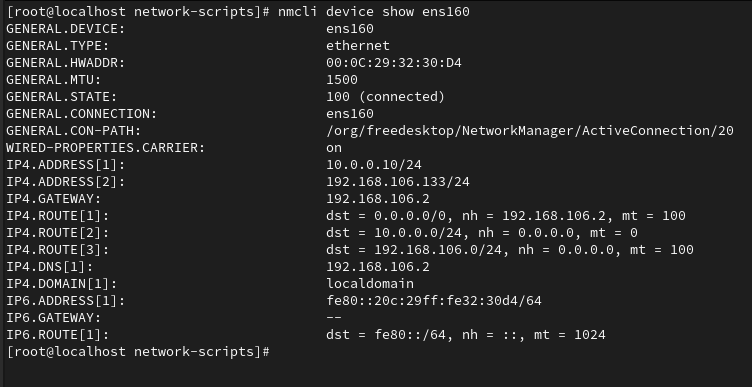 [root@localhost network-scripts]# nmcli device show ens160
GENERAL.DEVICE: ens160
GENERAL.TYPE: ethernet
GENERAL.HWADDR: 00:0C:29:32:30:D4
GENERAL.MTU: 1500
GENERAL.STATE: 100 (connected)
GENERAL.CONNECTION: ens160
GENERAL.CON-PATH: /org/freedesktop/NetworkManager/ActiveConnection/20
WIRED-PROPERTIES.CARRIER: on
IP4.ADDRESS[1]: 10.0.0.10/24
IP4.ADDRESS[2]: 192.168.106.133/24
IP4.GATEWAY: 192.168.106.2
IP4.ROUTE[1]: dst = 0.0.0.0/0, nh = 192.168.106.2, mt = 100
IP4.ROUTE[2]: dst = 10.0.0.0/24, nh = 0.0.0.0, mt = 0
IP4.ROUTE[3]: dst = 192.168.106.0/24, nh = 0.0.0.0, mt = 100
IP4.DNS[1]: 192.168.106.2
IP4.DOMAIN[1]: localdomain
IP6.ADDRESS[1]: fe80::20c:29ff:fe32:30d4/64
IP6.GATEWAY: --
IP6.ROUTE[1]: dst = fe80::/64, nh = ::, mt = 1024
[root@localhost network-scripts]#